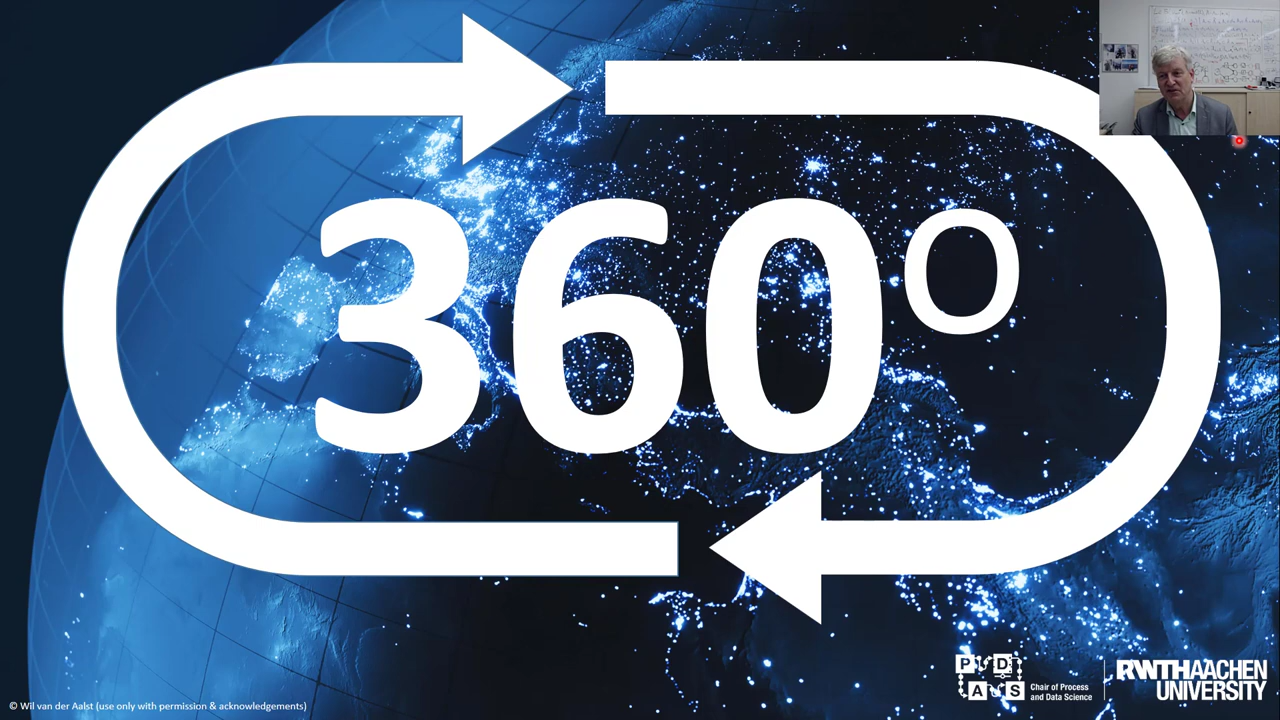 360°
P D
A S
Chair of Process
and Data Science
RWTHAACHEN
UNIVERSITY
© Wil van der Aalst (use only with permission & acknowledgements)